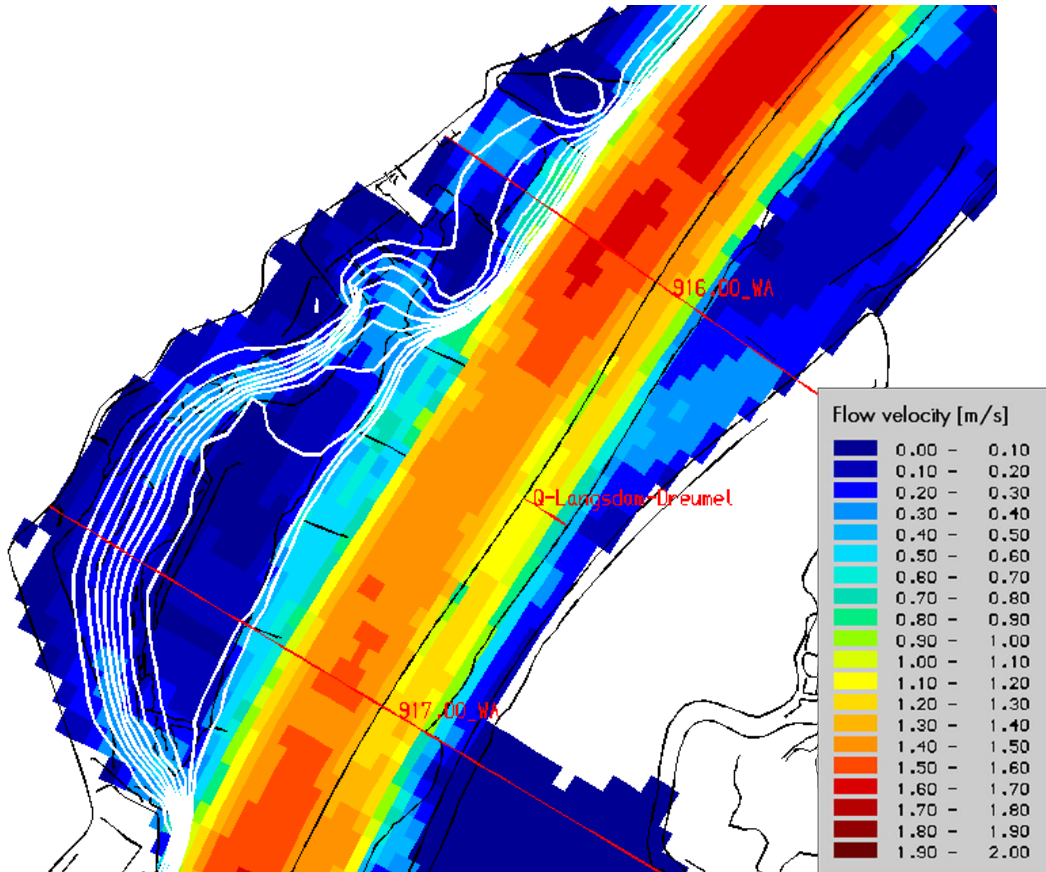 916.00_WA
Flow velocity [m/s]
0.00 - 0.10
0.10 - 0.20
0.20 - 0.30
0.30 - 0.40
0.40 - 0.50
0.50 - 0.60
0.60 - 0.70
0.70 - 0.80
0.80 - 0.90
0.90 - 1.00
1.00 - 1.10
1.10 - 1.20
1.20 - 1.30
1.30 - 1.40
1.40 - 1.50
1.50 - 1.60
1.60 - 1.70
1.70 - 1.80
1.80 - 1.90
1.90 - 2.00
Q-Langsdam-Dreumel
917.00_WA